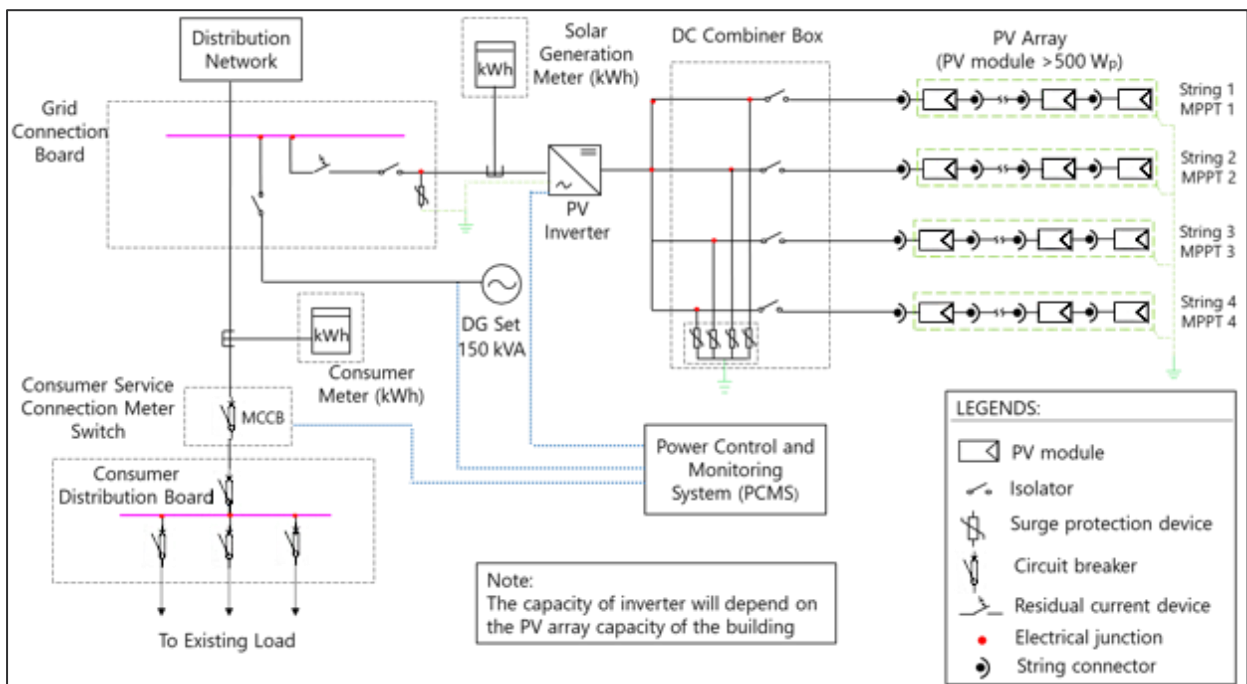 Distribution
Network
Solar
Generation
Meter (kWh)
kWh
DC Combiner Box
PV Array
(PV module >500 Wₚ)
Grid
Connection
Board
String 1
MPPT 1
String 2
MPPT 2
String 3
MPPT 3
String 4
MPPT 4
PV
Inverter
DG Set
150 kVA
kWh
Consumer
Meter (kWh)
Consumer Service
Connection Meter
Switch
MCCB
Consumer
Distribution Board
To Existing Load
Power Control and
Monitoring
System (PCMS)
Note:
The capacity of inverter will depend on
the PV array capacity of the building
LEGENDS:
PV module
Isolator
Surge protection device
Circuit breaker
Residual current device
Electrical junction
String connector